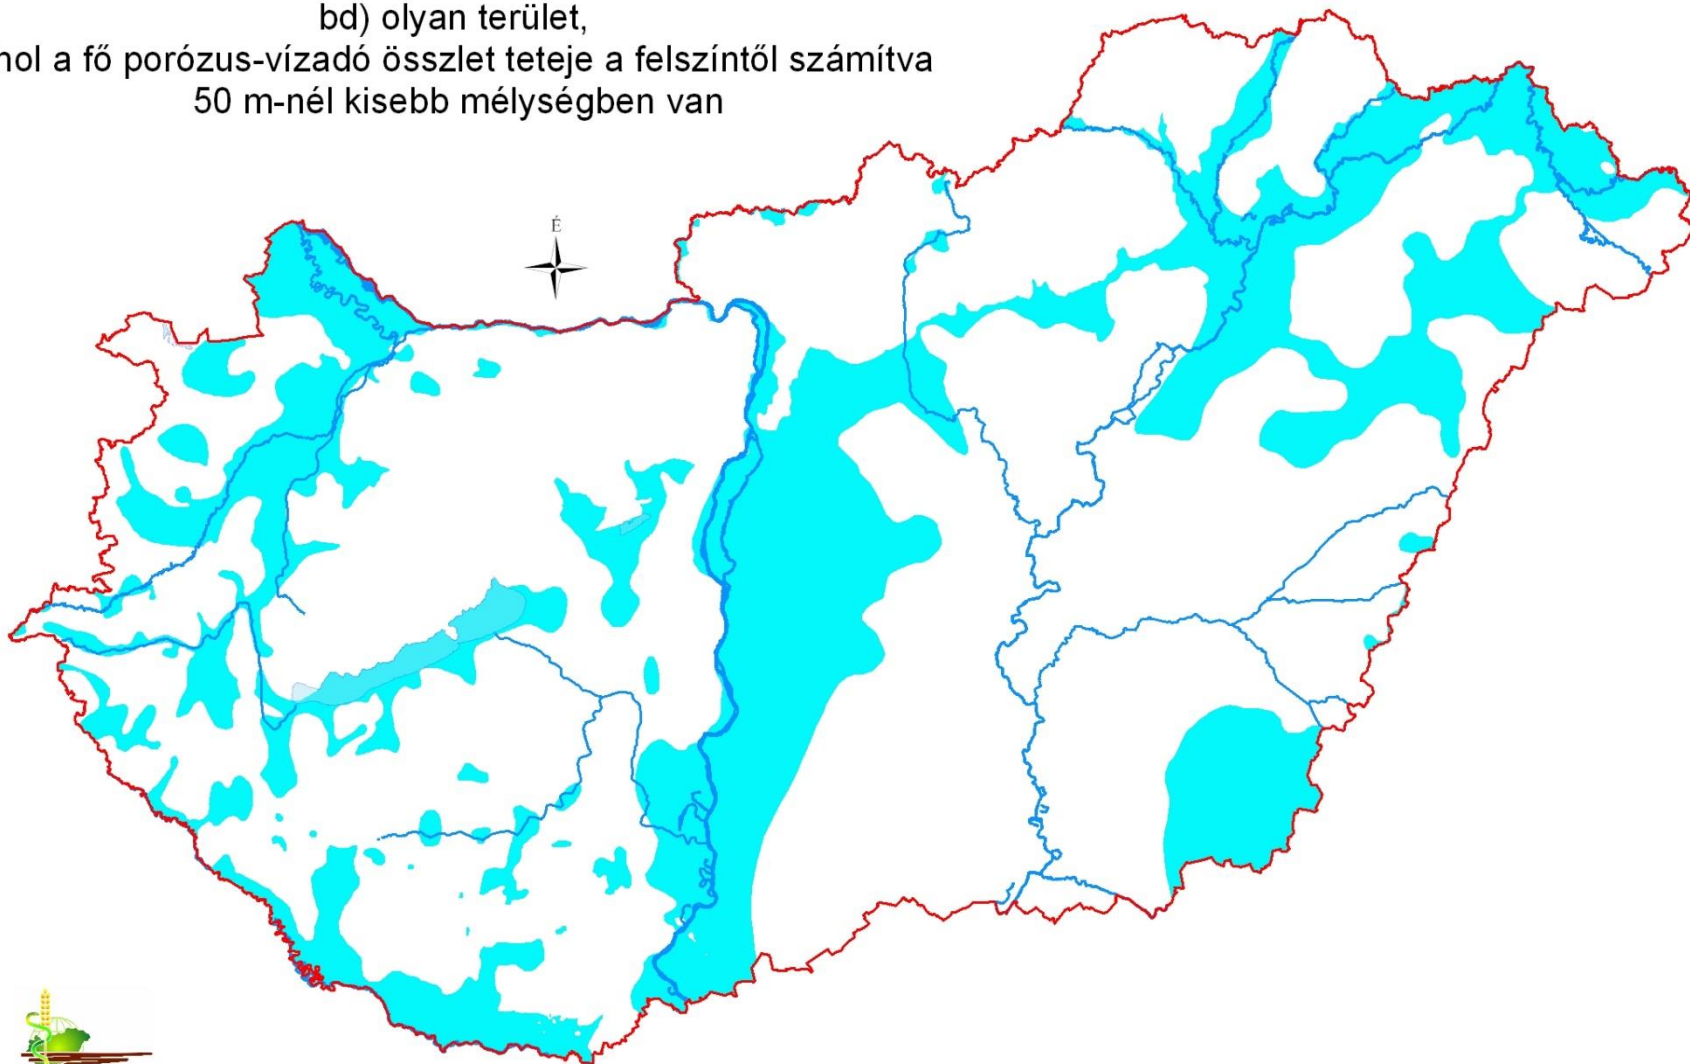 bd) olyan terület,
hol a fő porózus-vízadó összlet teteje a felszíntől számítva
50 m-nél kisebb mélységben van
É